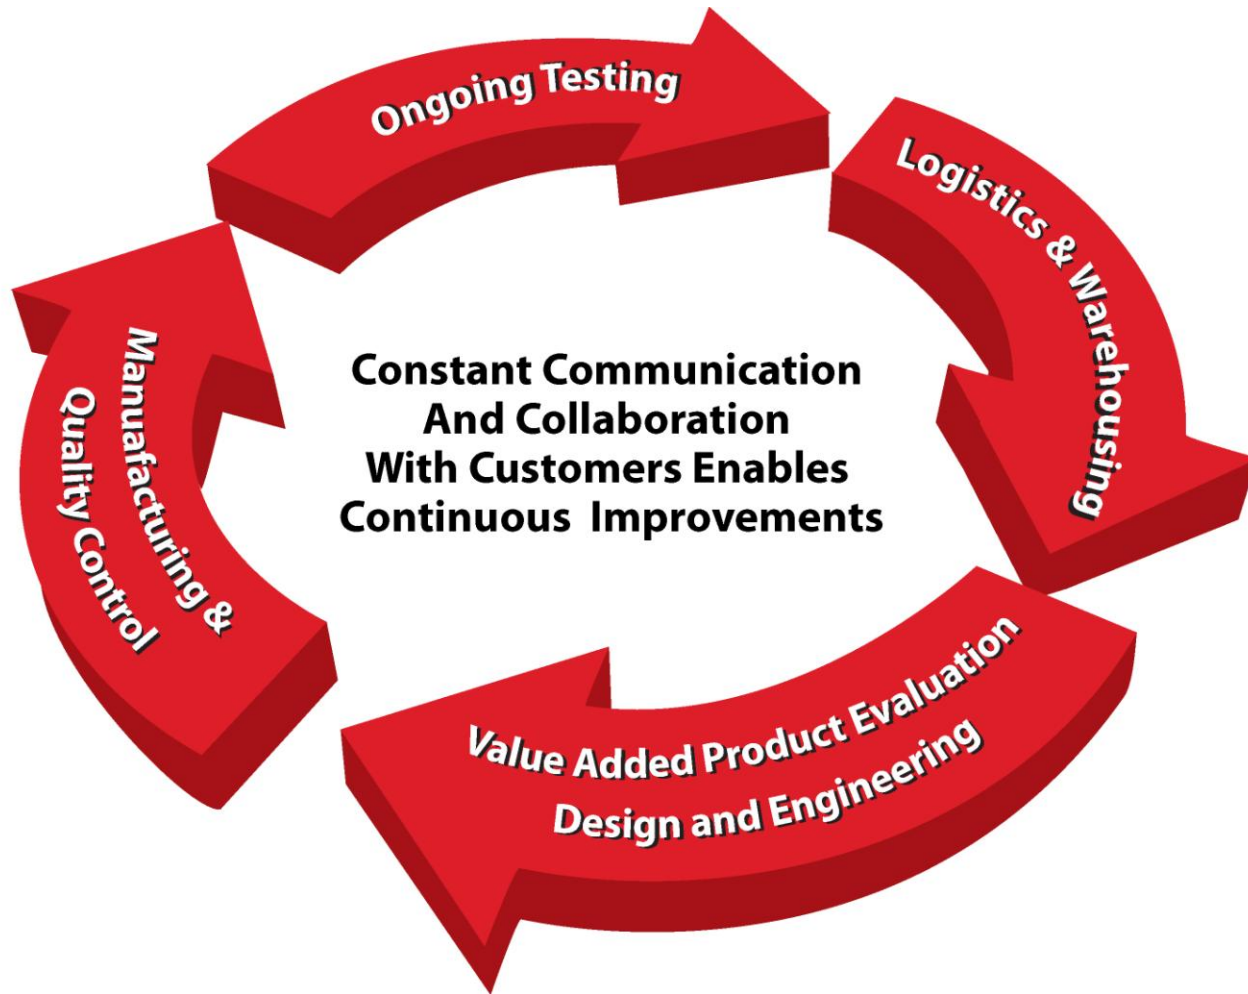 Ongoing Testing
Logistics & Warehousing
Constant Communication
And Collaboration
With Customers Enables
Continuous Improvements
Manuafacturing &
Quality Control
Value Added Product Evaluation
Design and Engineering